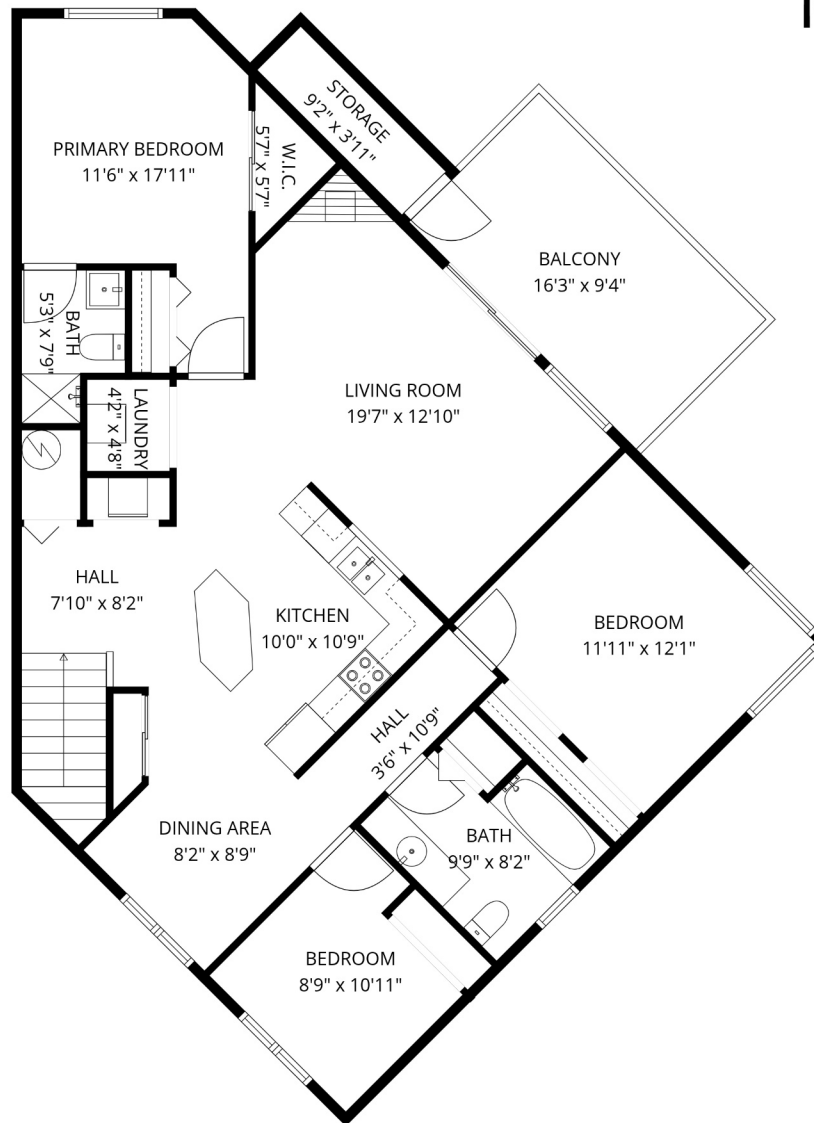 PRIMARY BEDROOM
11'6" x 17'11"
W.I.C.
5'7" x 5'7"
STORAGE
9'2" x 3'11"
BALCONY
16'3" x 9'4"
BATH
5'3" x 7'9"
LAUNDRY
4'2" x 4'8"
LIVING ROOM
19'7" x 12'10"
HALL
7'10" x 8'2"
KITCHEN
10'0" x 10'9"
BEDROOM
11'11" x 12'1"
HALL
3'6" x 10'9"
DINING AREA
8'2" x 8'9"
BATH
9'9" x 8'2"
BEDROOM
8'9" x 10'11"